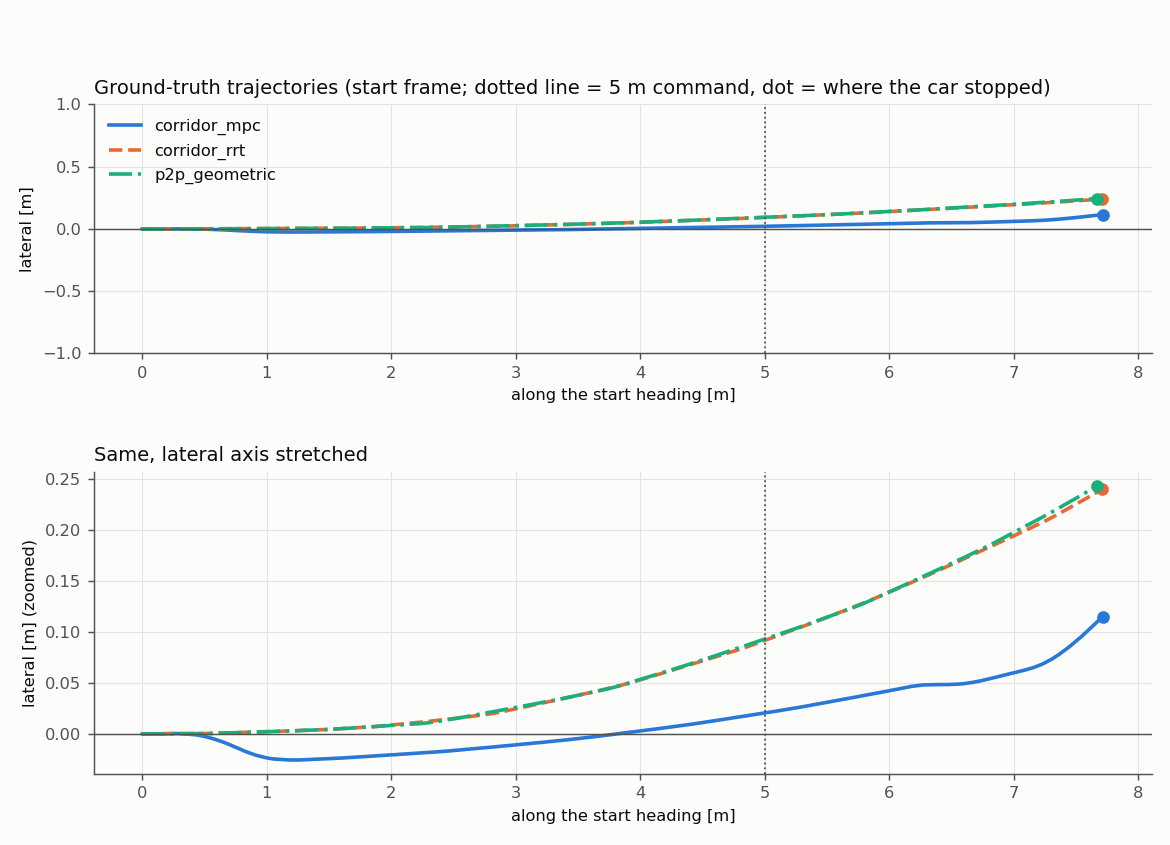 Ground-truth trajectories (start frame; dotted line = 5 m command, dot = where the car stopped)
1.0
0.5
0.0
−0.5
−1.0
lateral [m]
corridor_mpc
corridor_rrt
p2p_geometric
0 1 2 3 4 5 6 7 8
along the start heading [m]
Same, lateral axis stretched
0.25
0.20
0.15
0.10
0.05
0.00
lateral [m] (zoomed)
0 1 2 3 4 5 6 7 8
along the start heading [m]